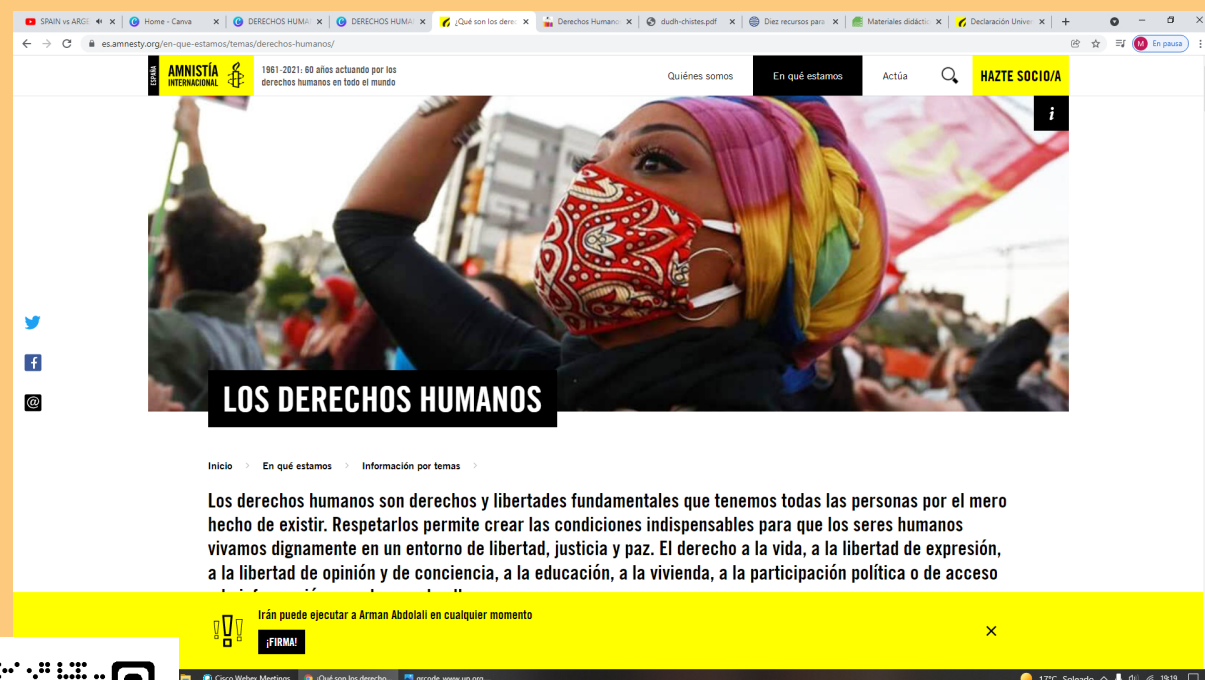 SPAIN vs ARGE
Home - Canva
DERECHOS HUMA
DERECHOS HUMA
¿Qué son los derec
Derechos Humano
dudh-chistes.pdf
Diez recursos para
Materiales didáctic
Declaración Univer
es.amnesty.org/en-que-estamos/temas/derechos-humanos/
M En pausa
ESPAÑA
AMNISTÍA
INTERNACIONAL
1961-2021: 60 años actuando por los
derechos humanos en todo el mundo
Quiénes somos
En qué estamos
Actúa
HAZTE SOCIO/A
i
LOS DERECHOS HUMANOS
Inicio > En qué estamos > Información por temas >
Los derechos humanos son derechos y libertades fundamentales que tenemos todas las personas por el mero
hecho de existir. Respetarlos permite crear las condiciones indispensables para que los seres humanos
vivamos dignamente en un entorno de libertad, justicia y paz. El derecho a la vida, a la libertad de expresión,
a la libertad de opinión y de conciencia, a la educación, a la vivienda, a la participación política o de acceso
Irán puede ejecutar a Arman Abdolali en cualquier momento
¡FIRMA!
Cisco Webex Meetings
¿Qué son los derecho
qrcode_www.un.org
17°C Soleado
19:19